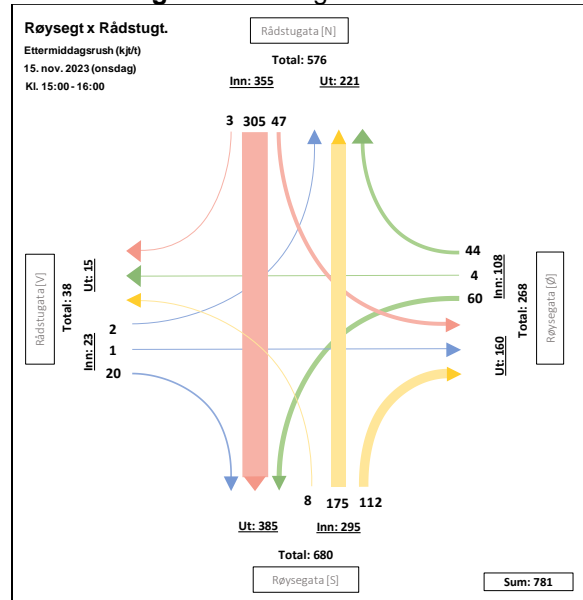 Røysegt x Rådstugt.
Ettermiddagsrush (kjt/t)
15. nov. 2023 (onsdag)
Kl. 15:00 - 16:00
Rådstugata [N]
Total: 576
Inn: 355 Ut: 221
3 305 47
Rådstugata [V]
Total: 38
Ut: 15
Inn: 23
2
1
20
44
4
60
Inn: 108
Ut: 160
Total: 268
Røysegata [Ø]
8 175 112
Ut: 385 Inn: 295
Total: 680
Røysegata [S]
Sum: 781